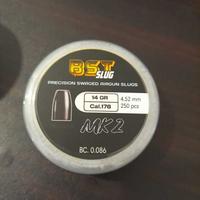 BST
SLUG
PRECISION SWAGED AIRGUN SLUGS
14 GR
Cal.178
4,52 mm
250 pcs
MK2
BC. 0.086